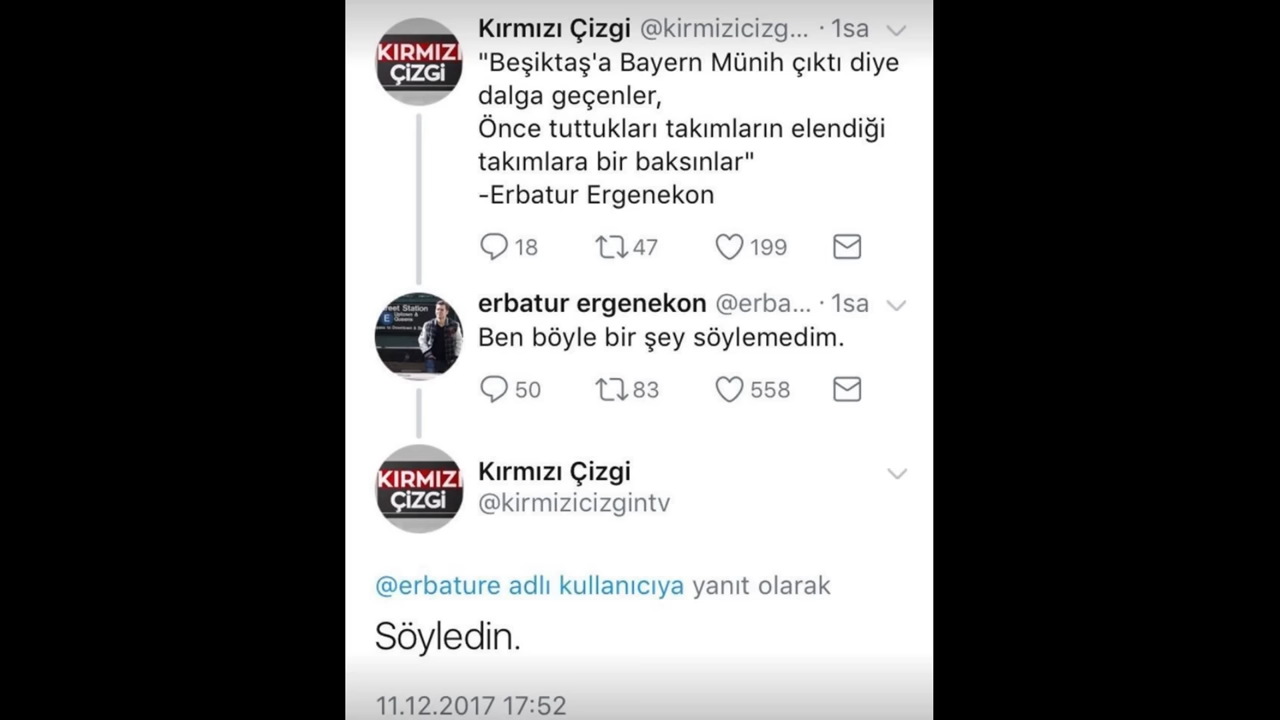 KIRMIZI
ÇİZGİ
Kırmızı Çizgi @kirmizicizg... · 1sa
"Beşiktaş'a Bayern Münih çıktı diye
dalga geçenler,
Önce tuttukları takımların elendiği
takımlara bir baksınlar"
-Erbatur Ergenekon
18 47 199
erbatur ergenekon @erba... · 1sa
Ben böyle bir şey söylemedim.
50 83 558
KIRMIZI
ÇİZGİ
Kırmızı Çizgi
@kirmizicizgintv
@erbature adlı kullanıcıya yanıt olarak
Söyledin.
11.12.2017 17:52